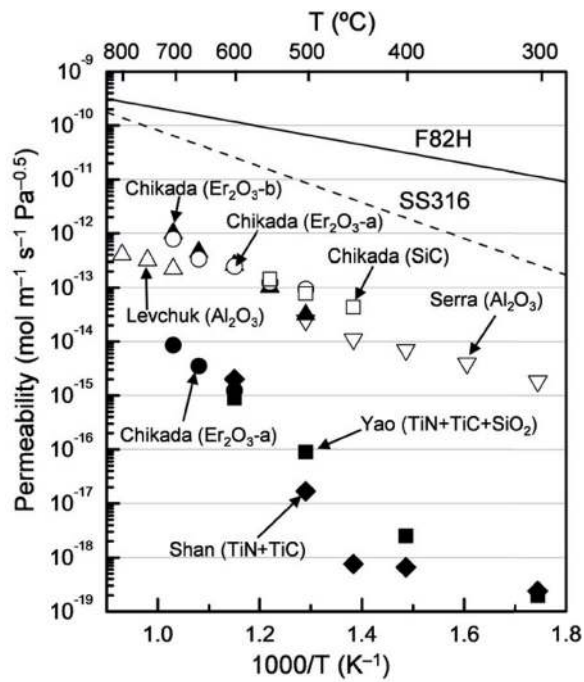 T (ºC)
800 700 600 500 400 300
10⁻⁹
10⁻¹⁰
10⁻¹¹
10⁻¹²
10⁻¹³
10⁻¹⁴
10⁻¹⁵
10⁻¹⁶
10⁻¹⁷
10⁻¹⁸
10⁻¹⁹
Permeability (mol m⁻¹ s⁻¹ Pa⁻⁰·⁵)
F82H
SS316
Chikada (Er₂O₃-b)
Chikada (Er₂O₃-a)
Chikada (SiC)
Levchuk (Al₂O₃)
Serra (Al₂O₃)
Chikada (Er₂O₃-a)
Yao (TiN+TiC+SiO₂)
Shan (TiN+TiC)
1.0 1.2 1.4 1.6 1.8
1000/T (K⁻¹)